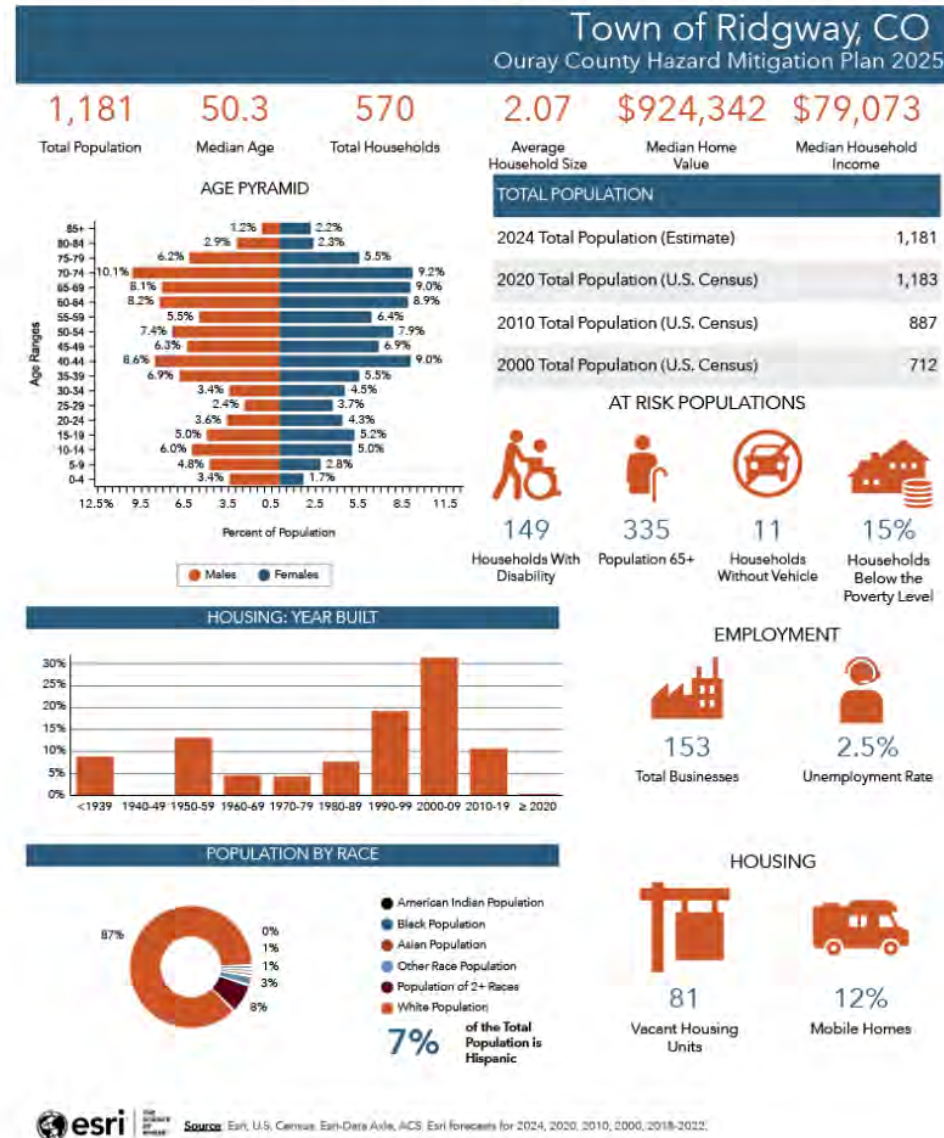 Town of Ridgway, CO
Ouray County Hazard Mitigation Plan 2025
1,181
Total Population
50.3
Median Age
570
Total Households
2.07
Average
Household Size
$924,342
Median Home
Value
$79,073
Median Household
Income
AGE PYRAMID
Age Ranges
85+ 1.2% 2.2%
80-84 2.9% 2.3%
75-79 6.2% 5.5%
70-74 10.1% 9.2%
65-69 8.1% 9.0%
60-64 8.2% 8.9%
55-59 5.5% 6.4%
50-54 7.4% 7.9%
45-49 6.3% 6.9%
40-44 8.6% 9.0%
35-39 6.9% 5.5%
30-34 3.4% 4.5%
25-29 2.4% 3.7%
20-24 3.6% 4.3%
15-19 5.0% 5.2%
10-14 6.0% 5.0%
5-9 4.8% 2.8%
0-4 3.4% 1.7%
12.5% 9.5 6.5 3.5 0.5 2.5 5.5 8.5 11.5
Percent of Population
Males Females
TOTAL POPULATION
2024 Total Population (Estimate) 1,181
2020 Total Population (U.S. Census) 1,183
2010 Total Population (U.S. Census) 887
2000 Total Population (U.S. Census) 712
AT RISK POPULATIONS
149
Households With
Disability
335
Population 65+
11
Households
Without Vehicle
15%
Households
Below the
Poverty Level
HOUSING: YEAR BUILT
30%
25%
20%
15%
10%
5%
0%
<1939 1940-49 1950-59 1960-69 1970-79 1980-89 1990-99 2000-09 2010-19 ≥ 2020
EMPLOYMENT
153
Total Businesses
2.5%
Unemployment Rate
POPULATION BY RACE
87%
0%
1%
1%
3%
8%
American Indian Population
Black Population
Asian Population
Other Race Population
Population of 2+ Races
White Population
7%
of the Total
Population is
Hispanic
HOUSING
81
Vacant Housing
Units
12%
Mobile Homes
esri
Source: Esri, U.S. Census, Esri-Data Axle, ACS. Esri forecasts for 2024, 2020, 2010, 2000, 2018-2022.